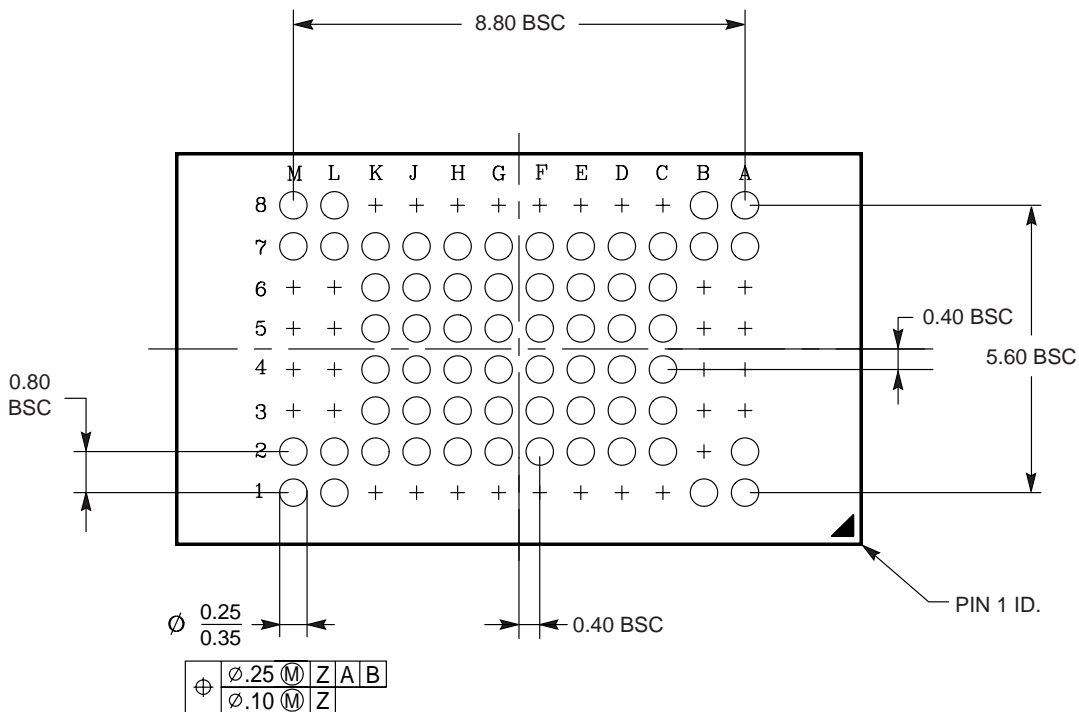 8.80 BSC
M L K J H G F E D C B A
8
7
6
5
4
3
2
1
0.40 BSC
5.60 BSC
0.80
BSC
PIN 1 ID.
Ø 0.25
0.35
0.40 BSC
⌖ Ø.25 Ⓜ Z A B
Ø.10 Ⓜ Z